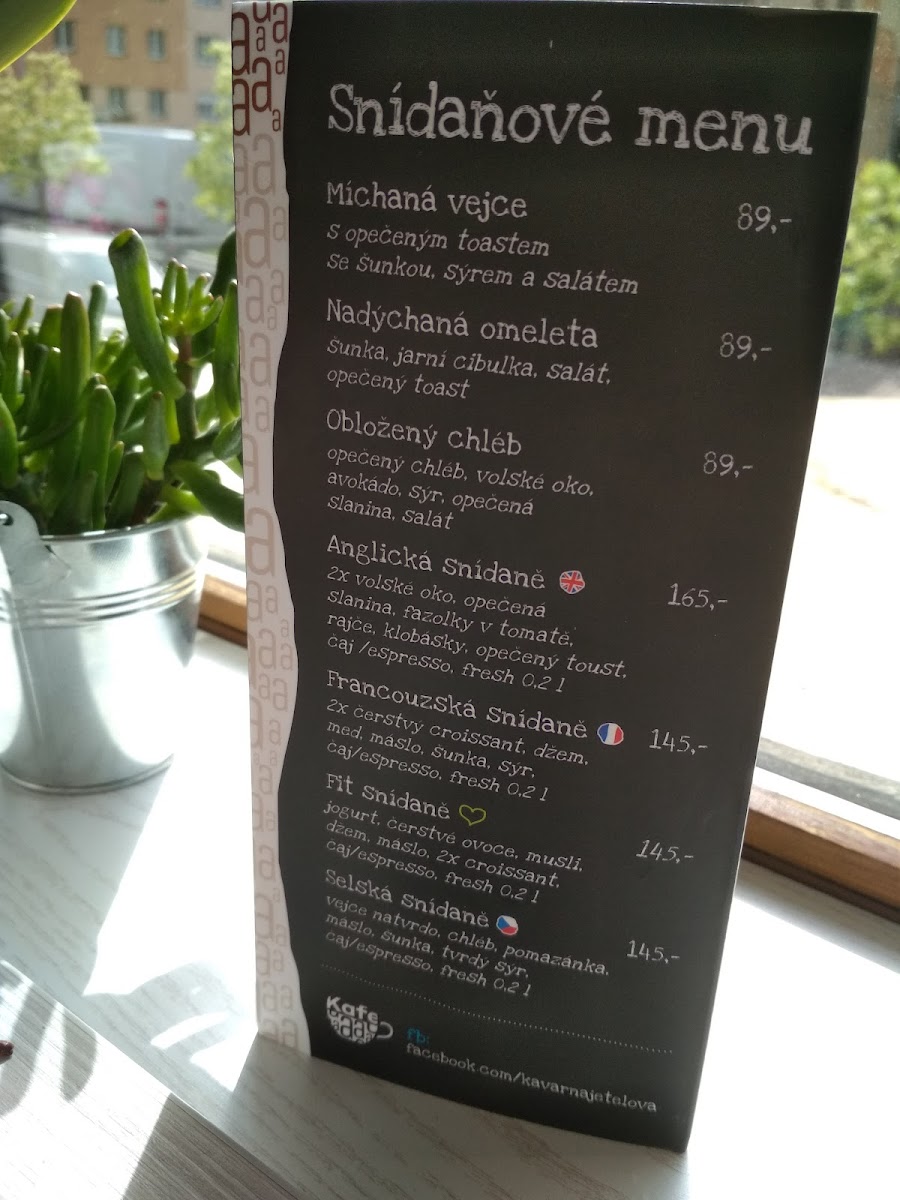 Snídaňové menu
Míchaná vejce 89,-
s opečeným toastem
se šunkou, sýrem a salátem
Nadýchaná omeleta 89,-
šunka, jarní cibulka, salát,
opečený toast
Obložený chléb 89,-
opečený chléb, volské oko,
avokádo, sýr, opečená
slanina, salát
Anglická snídaně 165,-
2x volské oko, opečená
slanina, fazolky v tomatě,
rajče, klobásky, opečený toust,
čaj /espresso, fresh 0,2 l
Francouzská snídaně 145,-
2x čerstvý croissant, džem,
med, máslo, šunka, sýr,
čaj/espresso, fresh 0,2 l
Fit snídaně 145,-
jogurt, čerstvé ovoce, musli,
džem, máslo, 2x croissant,
čaj/espresso, fresh 0,2 l
Selská snídaně 145,-
vejce natvrdo, chléb, pomazánka,
máslo, šunka, tvrdý sýr,
čaj/espresso, fresh 0,2 l
Kafe
fb:
facebook.com/kavarnajetelova